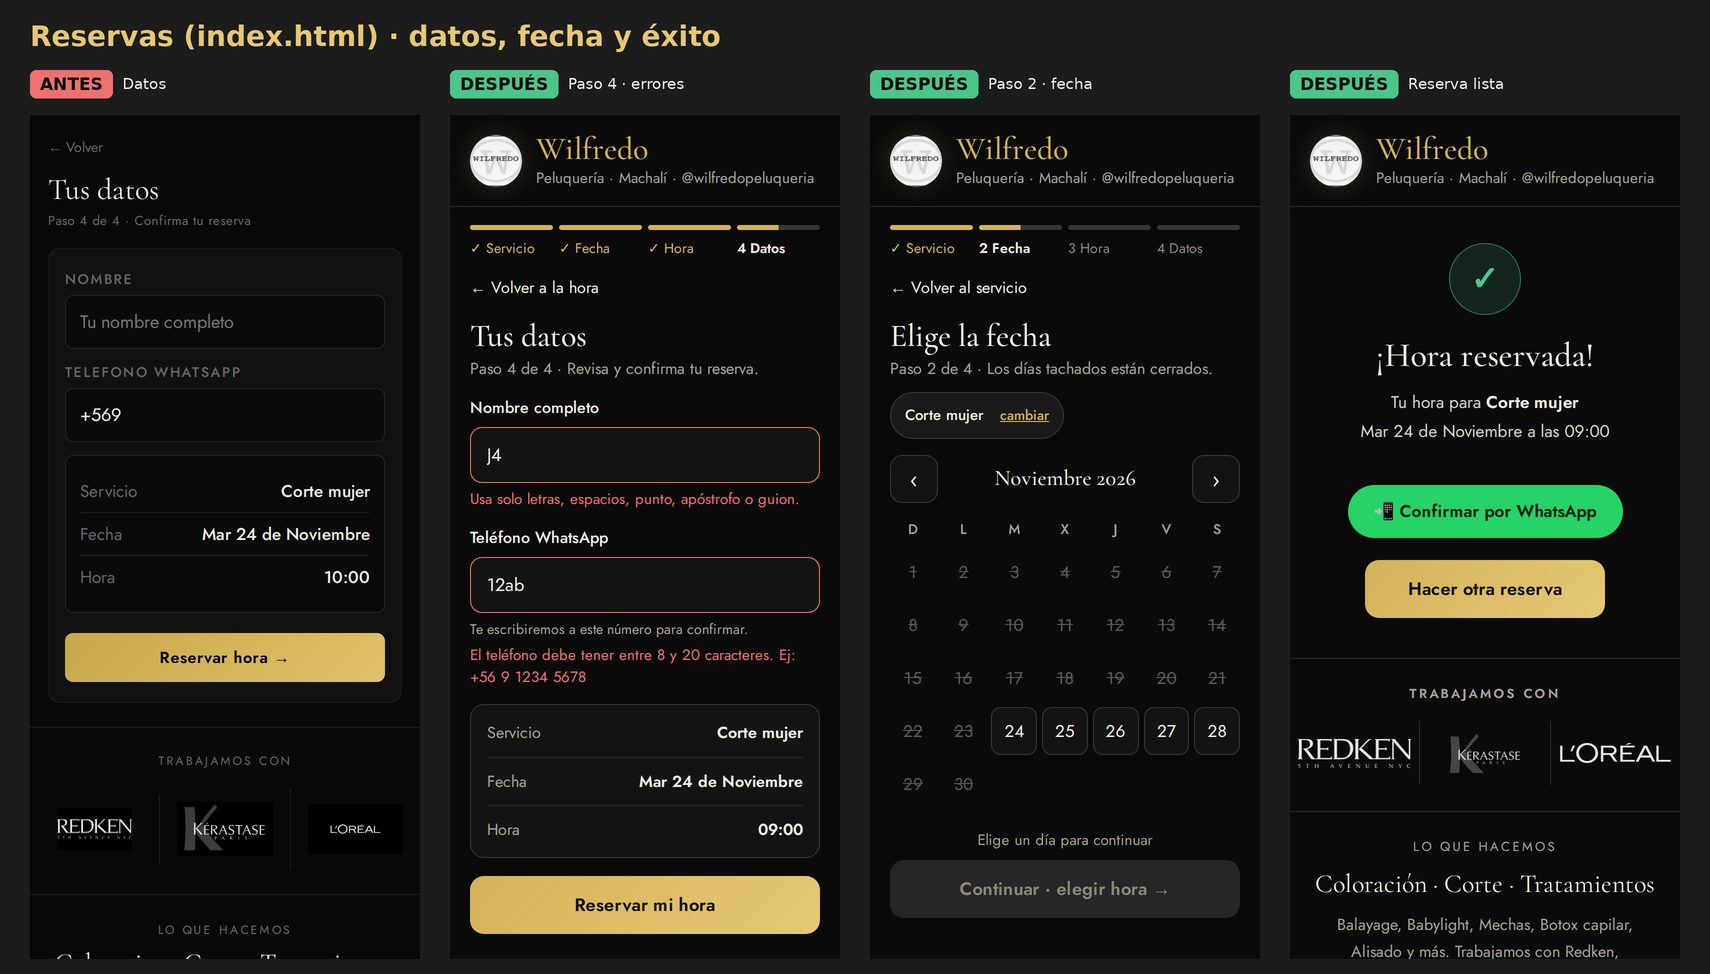 Reservas (index.html) · datos, fecha y éxito
ANTES Datos
← Volver
Tus datos
Paso 4 de 4 · Confirma tu reserva
NOMBRE
Tu nombre completo
TELEFONO WHATSAPP
+569
Servicio Corte mujer
Fecha Mar 24 de Noviembre
Hora 10:00
Reservar hora →
TRABAJAMOS CON
REDKEN
5TH AVENUE NYC
KÉRASTASE
PARIS
L'ORÉAL
LO QUE HACEMOS
DESPUÉS Paso 4 · errores
WILFREDO
Wilfredo
Peluquería · Machalí · @wilfredopeluqueria
✓ Servicio ✓ Fecha ✓ Hora 4 Datos
← Volver a la hora
Tus datos
Paso 4 de 4 · Revisa y confirma tu reserva.
Nombre completo
J4
Usa solo letras, espacios, punto, apóstrofo o guion.
Teléfono WhatsApp
12ab
Te escribiremos a este número para confirmar.
El teléfono debe tener entre 8 y 20 caracteres. Ej:
+56 9 1234 5678
Servicio Corte mujer
Fecha Mar 24 de Noviembre
Hora 09:00
Reservar mi hora
DESPUÉS Paso 2 · fecha
WILFREDO
Wilfredo
Peluquería · Machalí · @wilfredopeluqueria
✓ Servicio 2 Fecha 3 Hora 4 Datos
← Volver al servicio
Elige la fecha
Paso 2 de 4 · Los días tachados están cerrados.
Corte mujer cambiar
‹ Noviembre 2026 ›
D L M X J V S
1 2 3 4 5 6 7
8 9 10 11 12 13 14
15 16 17 18 19 20 21
22 23 24 25 26 27 28
29 30
Elige un día para continuar
Continuar · elegir hora →
DESPUÉS Reserva lista
WILFREDO
Wilfredo
Peluquería · Machalí · @wilfredopeluqueria
✓
¡Hora reservada!
Tu hora para Corte mujer
Mar 24 de Noviembre a las 09:00
📲 Confirmar por WhatsApp
Hacer otra reserva
TRABAJAMOS CON
REDKEN
5TH AVENUE NYC
KÉRASTASE
PARIS
L'ORÉAL
LO QUE HACEMOS
Coloración · Corte · Tratamientos
Balayage, Babylight, Mechas, Botox capilar,
Alisado y más. Trabajamos con Redken,